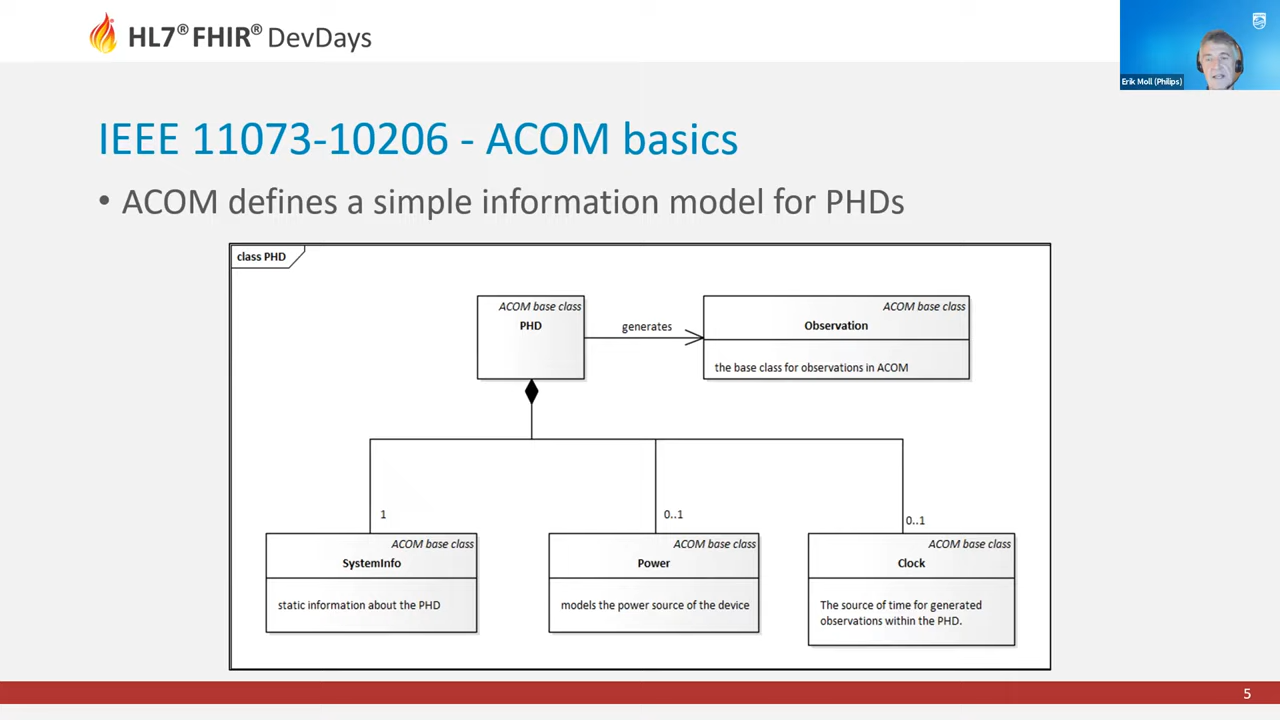 HL7® FHIR® DevDays
Erik Moll (Philips)
IEEE 11073-10206 - ACOM basics
• ACOM defines a simple information model for PHDs
class PHD
ACOM base class
PHD
generates
ACOM base class
Observation
the base class for observations in ACOM
1
0..1
0..1
ACOM base class
SystemInfo
static information about the PHD
ACOM base class
Power
models the power source of the device
ACOM base class
Clock
The source of time for generated
observations within the PHD.
5